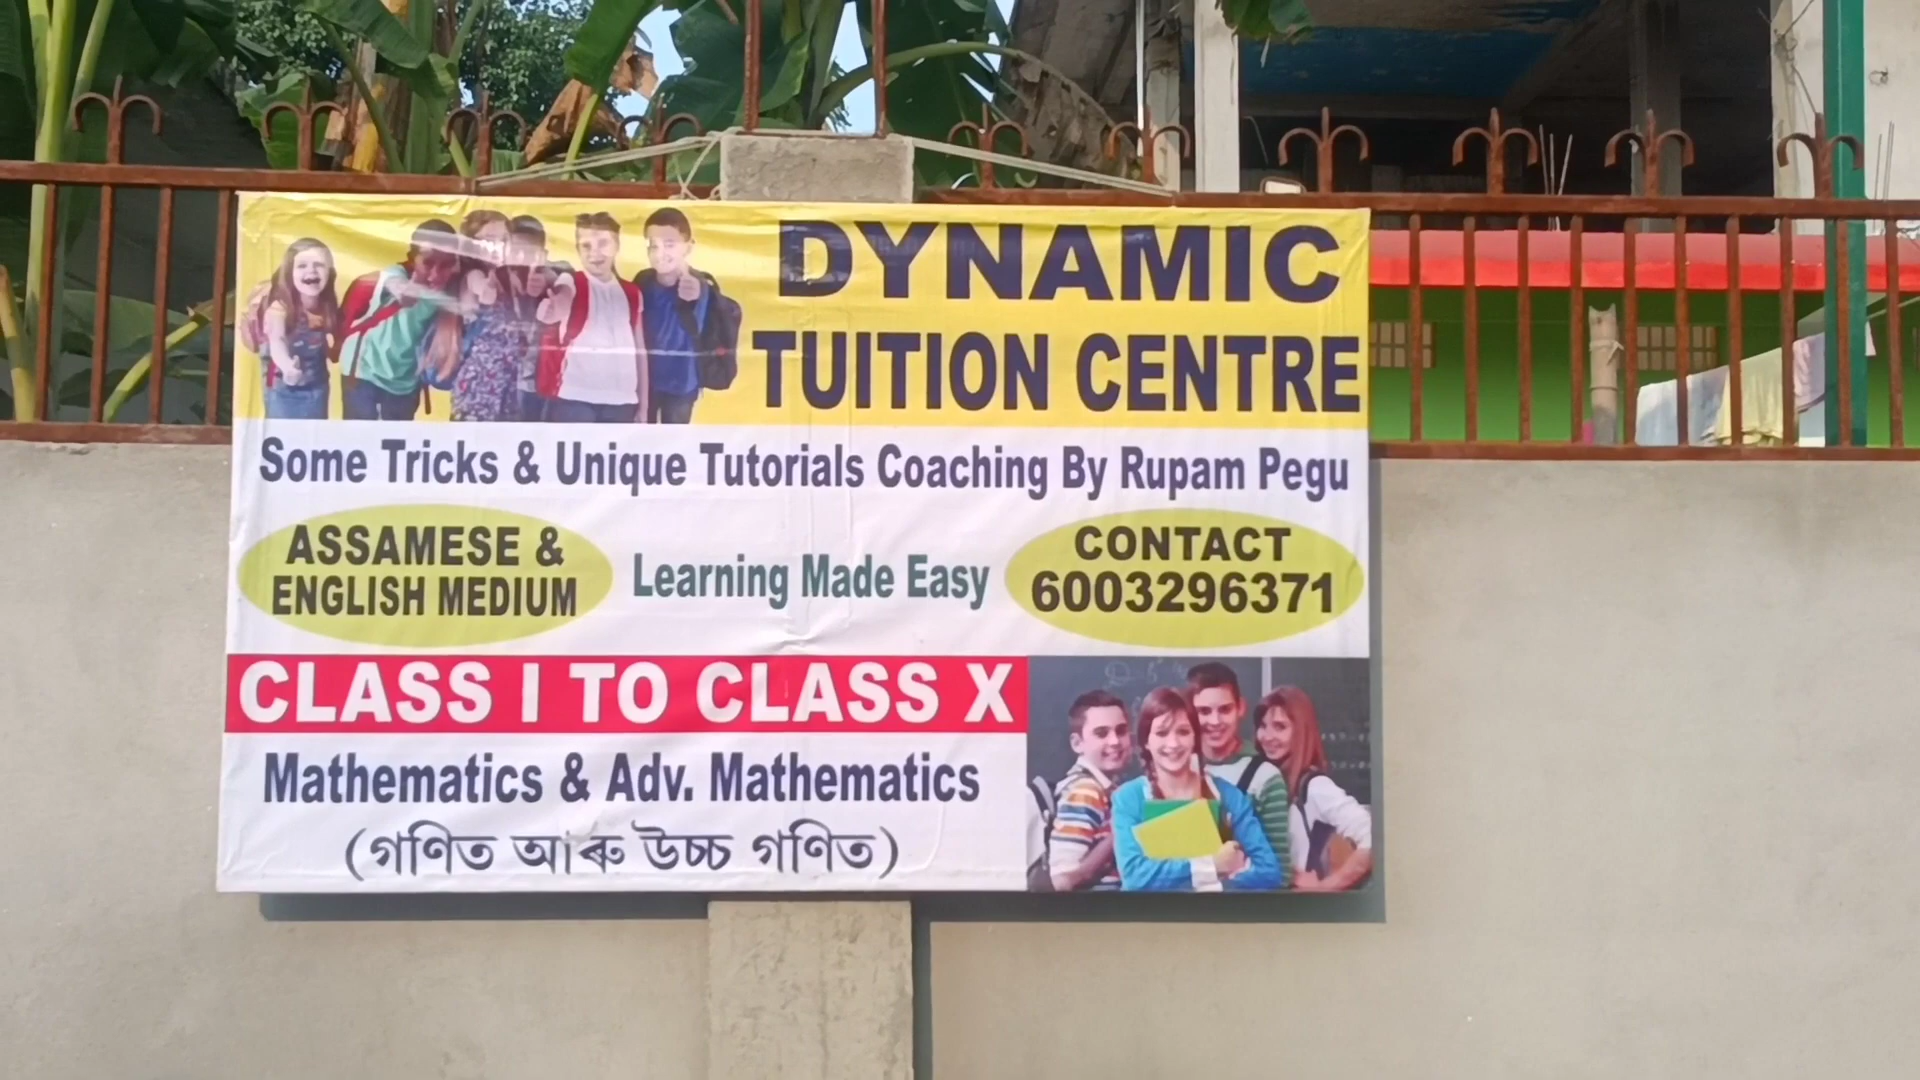 DYNAMIC
TUITION CENTRE
Some Tricks & Unique Tutorials Coaching By Rupam Pegu
ASSAMESE &
ENGLISH MEDIUM
Learning Made Easy
CONTACT
6003296371
CLASS I TO CLASS X
Mathematics & Adv. Mathematics
(গণিত আৰু উচ্চ গণিত)